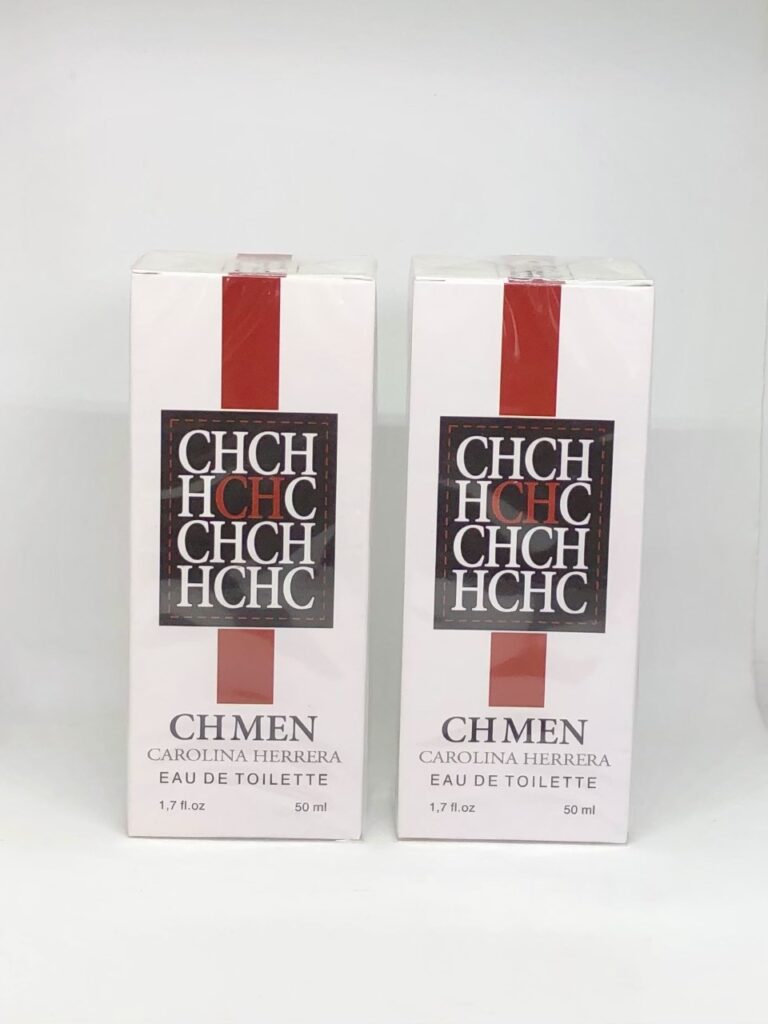 CHCH
HCHC
CHCH
HCHC
CH MEN
CAROLINA HERRERA
EAU DE TOILETTE
1,7 fl.oz 50 ml
CHCH
HCHC
CHCH
HCHC
CH MEN
CAROLINA HERRERA
EAU DE TOILETTE
1,7 fl.oz 50 ml